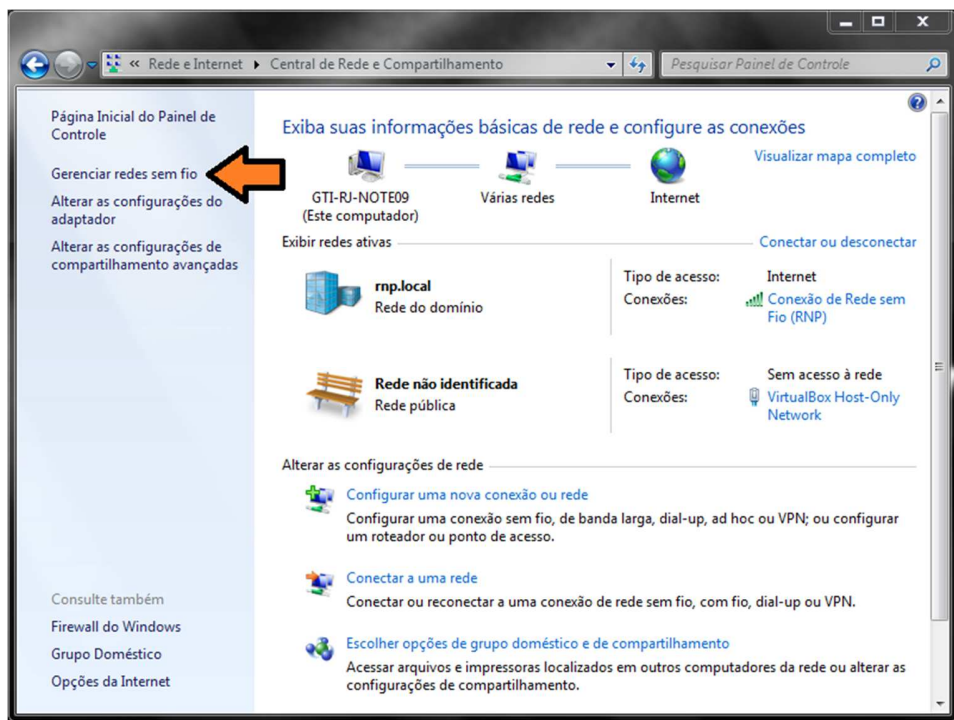 « Rede e Internet ▸ Central de Rede e Compartilhamento
Pesquisar Painel de Controle
Página Inicial do Painel de
Controle
Gerenciar redes sem fio
Alterar as configurações do
adaptador
Alterar as configurações de
compartilhamento avançadas
Consulte também
Firewall do Windows
Grupo Doméstico
Opções da Internet
Exiba suas informações básicas de rede e configure as conexões
Visualizar mapa completo
GTI-RJ-NOTE09
(Este computador)
Várias redes
Internet
Exibir redes ativas
Conectar ou desconectar
rnp.local
Rede do domínio
Tipo de acesso: Internet
Conexões: Conexão de Rede sem
Fio (RNP)
Rede não identificada
Rede pública
Tipo de acesso: Sem acesso à rede
Conexões: VirtualBox Host-Only
Network
Alterar as configurações de rede
Configurar uma nova conexão ou rede
Configurar uma conexão sem fio, de banda larga, dial-up, ad hoc ou VPN; ou configurar
um roteador ou ponto de acesso.
Conectar a uma rede
Conectar ou reconectar a uma conexão de rede sem fio, com fio, dial-up ou VPN.
Escolher opções de grupo doméstico e de compartilhamento
Acessar arquivos e impressoras localizados em outros computadores da rede ou alterar as
configurações de compartilhamento.